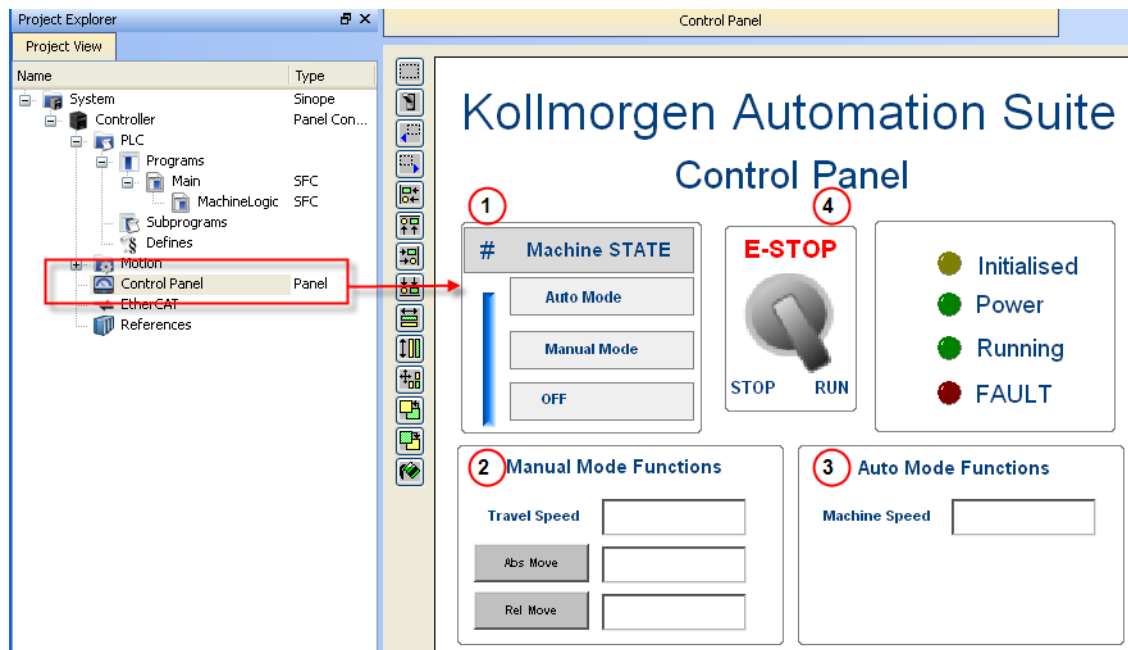 Project Explorer
Project View
Name Type
System Sinope
Controller Panel Con...
PLC
Programs
Main SFC
MachineLogic SFC
Subprograms
Defines
Motion
Control Panel Panel
EtherCAT
References
Control Panel
Kollmorgen Automation Suite
Control Panel
1
# Machine STATE
Auto Mode
Manual Mode
OFF
4
E-STOP
STOP RUN
Initialised
Power
Running
FAULT
2 Manual Mode Functions
Travel Speed
Abs Move
Rel Move
3 Auto Mode Functions
Machine Speed